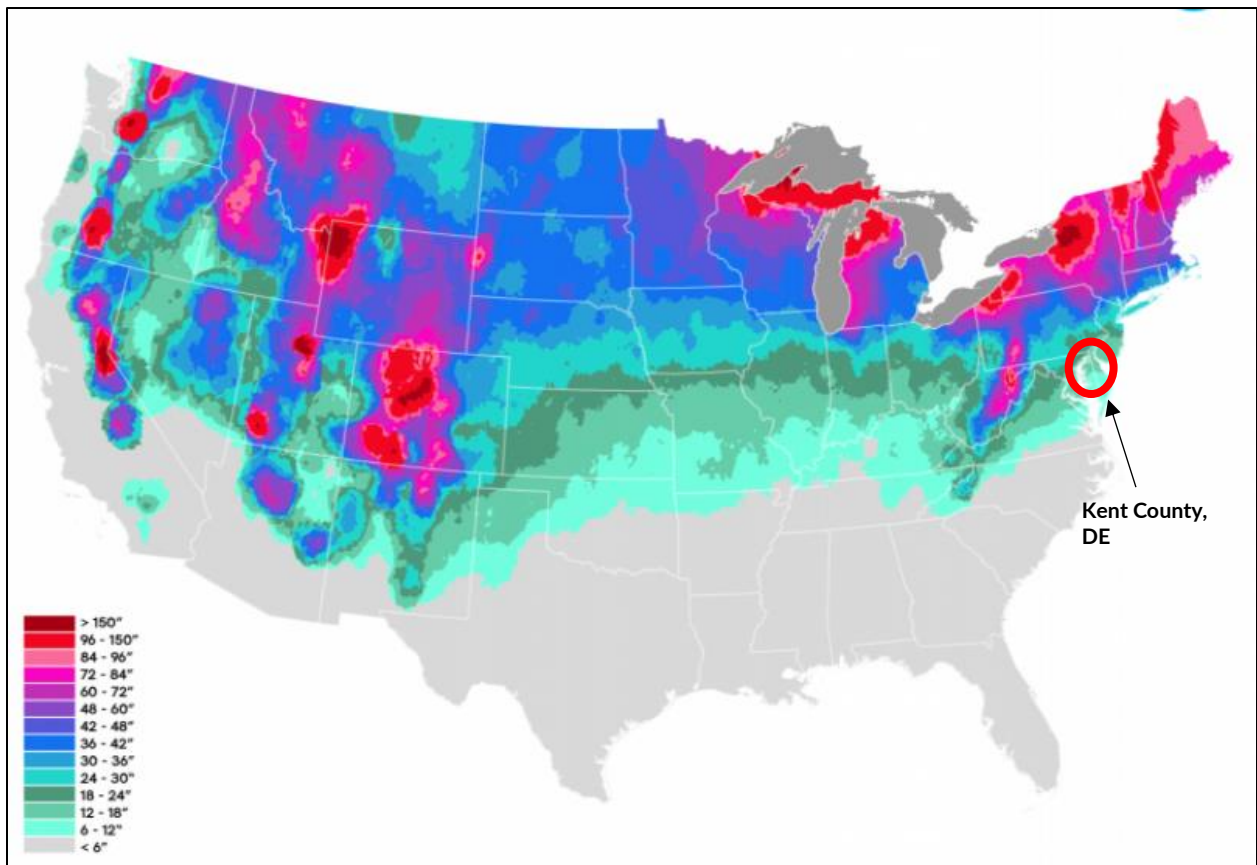 Kent County,
DE
> 150"
96 - 150"
84 - 96"
72 - 84"
60 - 72"
48 - 60"
42 - 48"
36 - 42"
30 - 36"
24 - 30"
18 - 24"
12 - 18"
6 - 12"
< 6"